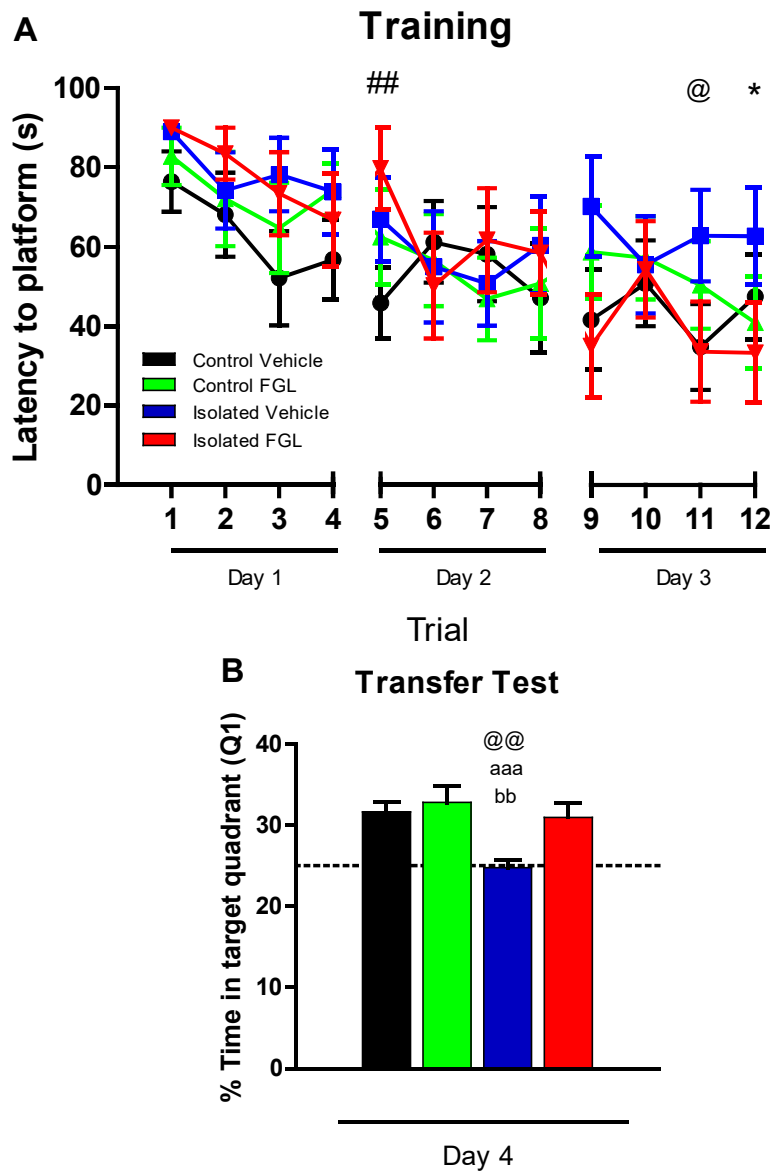 A
Training
Latency to platform (s)
100
80
60
40
20
0
##
@
*
Control Vehicle
Control FGL
Isolated Vehicle
Isolated FGL
1 2 3 4 5 6 7 8 9 10 11 12
Day 1 Day 2 Day 3
Trial
B
Transfer Test
% Time in target quadrant (Q1)
40
30
20
10
0
@@
aaa
bb
Day 4